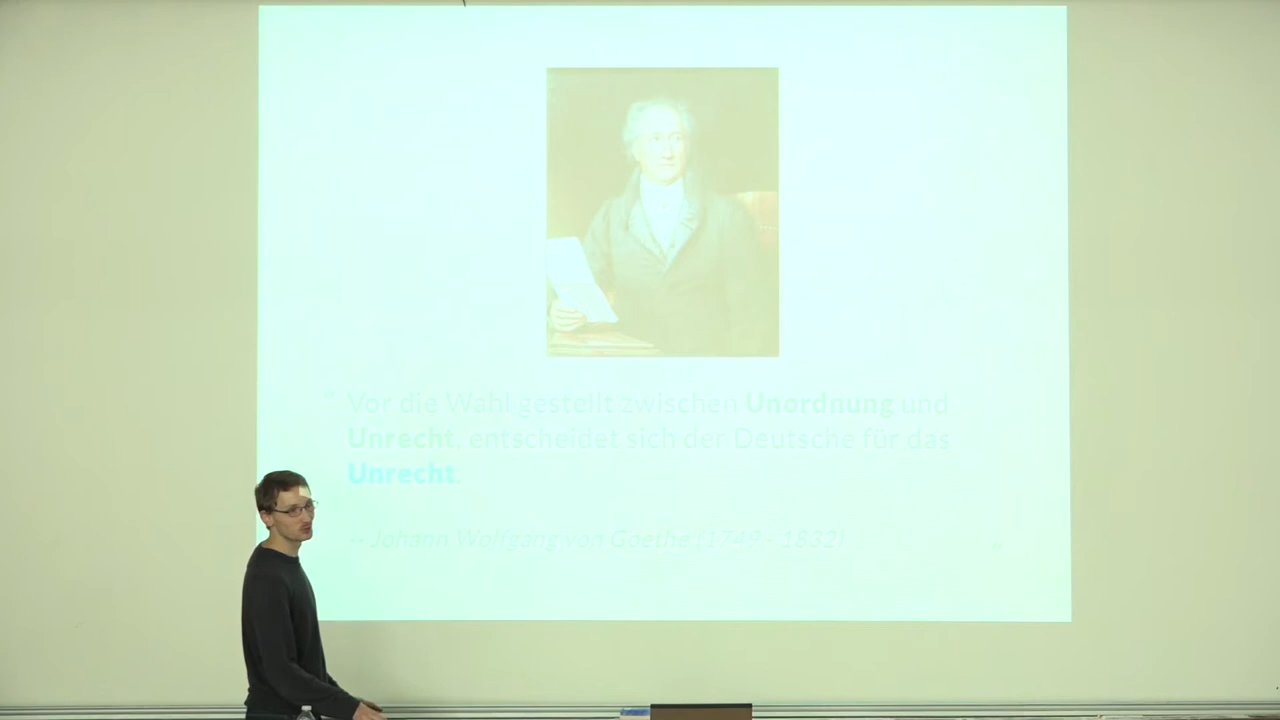 " Vor die Wahl gestellt zwischen Unordnung und
Unrecht, entscheidet sich der Deutsche für das
Unrecht.
-- Johann Wolfgang von Goethe (1749 - 1832)